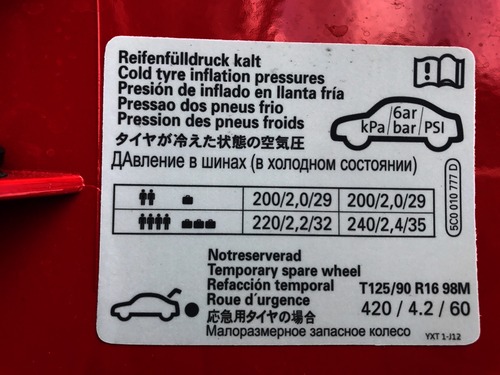 Reifenfülldruck kalt
Cold tyre inflation pressures
Presión de inflado en llanta fría
Pressao dos pneus frio
Pression des pneus froids
タイヤが冷えた状態の空気圧
ДАвление в шинах (в холодном состоянии)
6ar
kPa/bar/PSI
200/2,0/29 200/2,0/29
220/2,2/32 240/2,4/35
5C0 010 777 D
Notreserverad
Temporary spare wheel
Refacción temporal T125/90 R16 98M
Roue d´urgence 420 / 4.2 / 60
応急用タイヤの場合
Малоразмерное запасное колесо YXT 1-J12